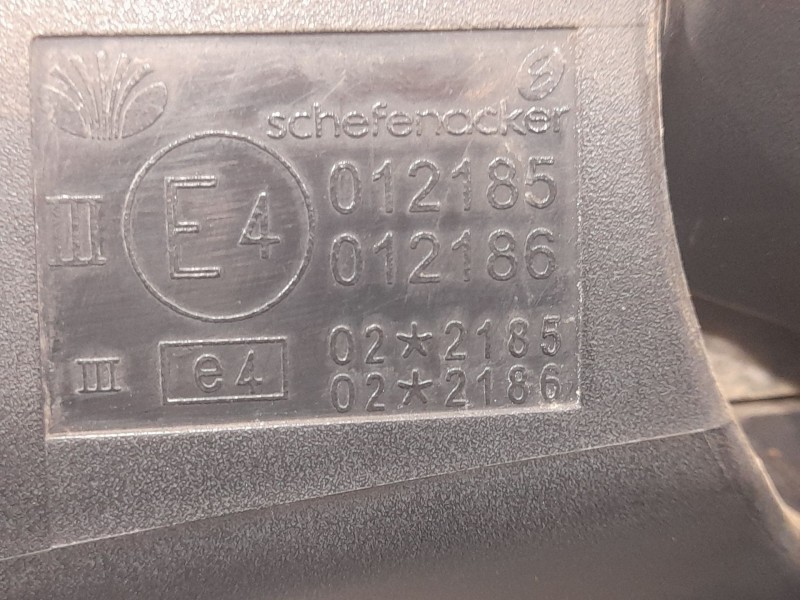 schefenacker
III E4 012185
012186
III e4 02*2185
02*2186